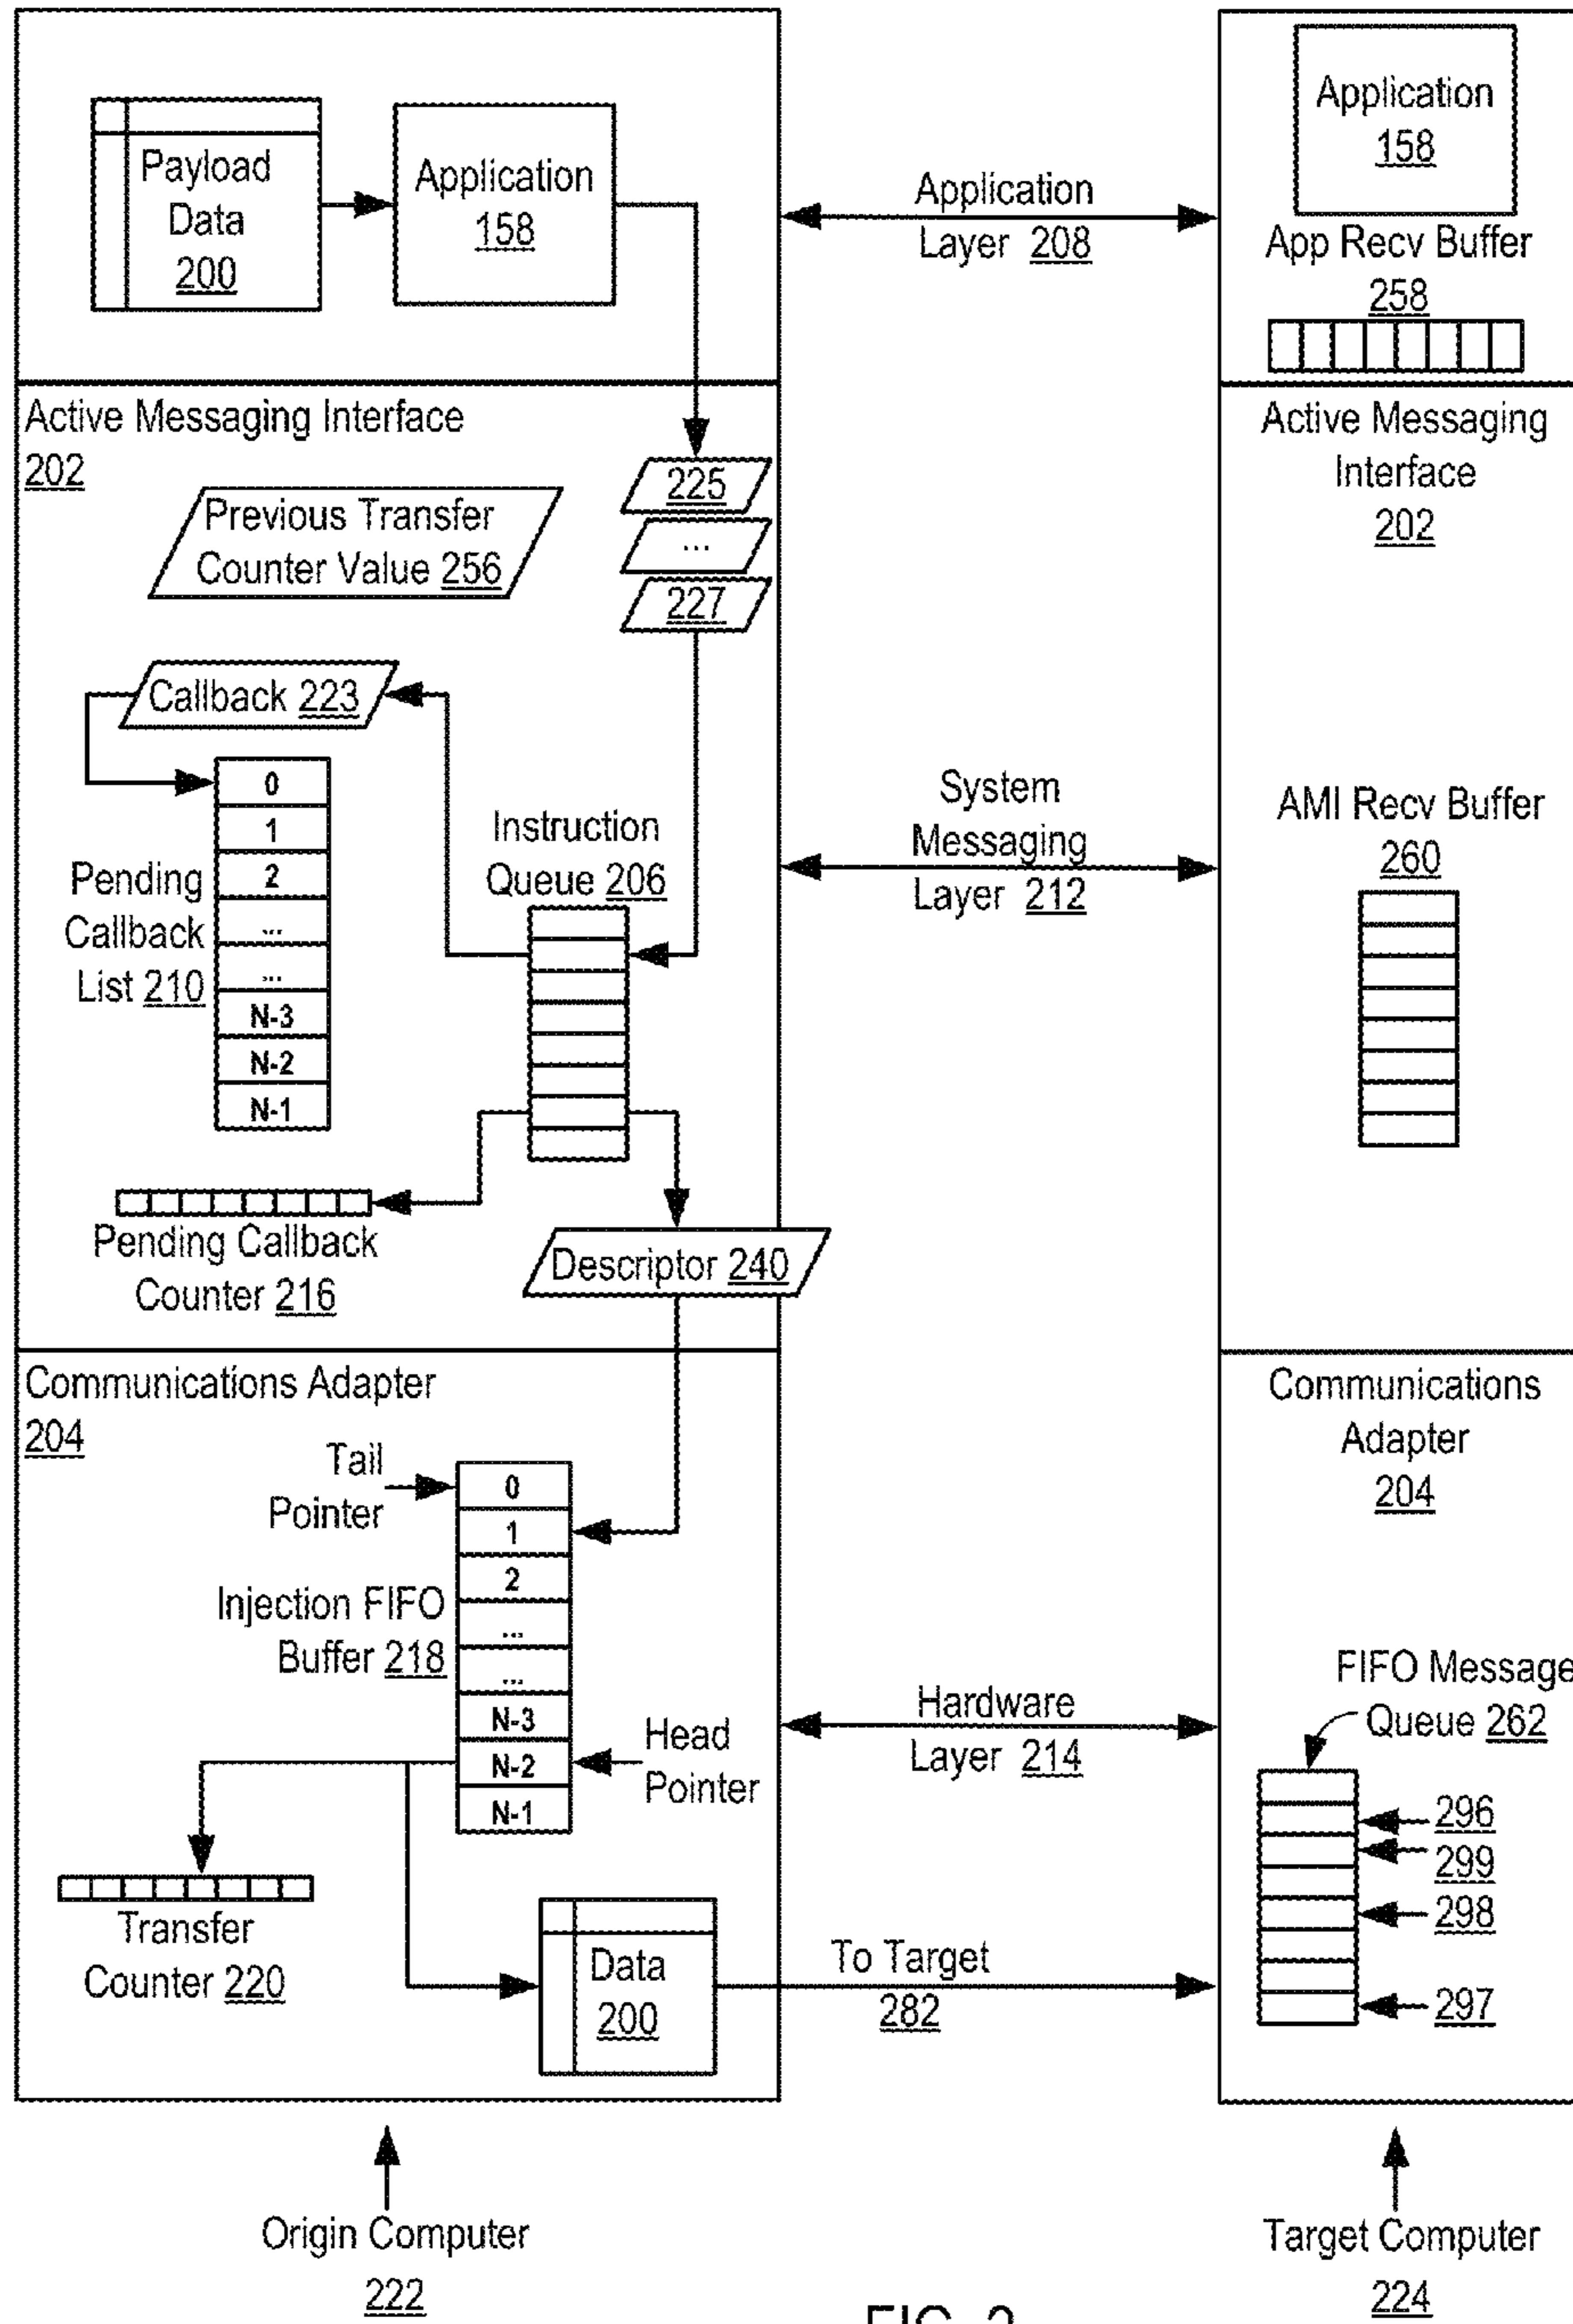 Payload
Data
200
Application
158
Application
Layer 208
Application
158
App Recv Buffer
258
Active Messaging Interface
202
Previous Transfer
Counter Value 256
225
...
227
Callback 223
Pending
Callback
List 210
0
1
2
...
...
N-3
N-2
N-1
Instruction
Queue 206
Pending Callback
Counter 216
Descriptor 240
System
Messaging
Layer 212
Active Messaging
Interface
202
AMI Recv Buffer
260
Communications Adapter
204
Tail
Pointer
Injection FIFO
Buffer 218
0
1
2
...
...
N-3
N-2
N-1
Head
Pointer
Transfer
Counter 220
Data
200
Hardware
Layer 214
To Target
282
Communications
Adapter
204
FIFO Message
Queue 262
296
299
298
297
Origin Computer
222
Target Computer
224